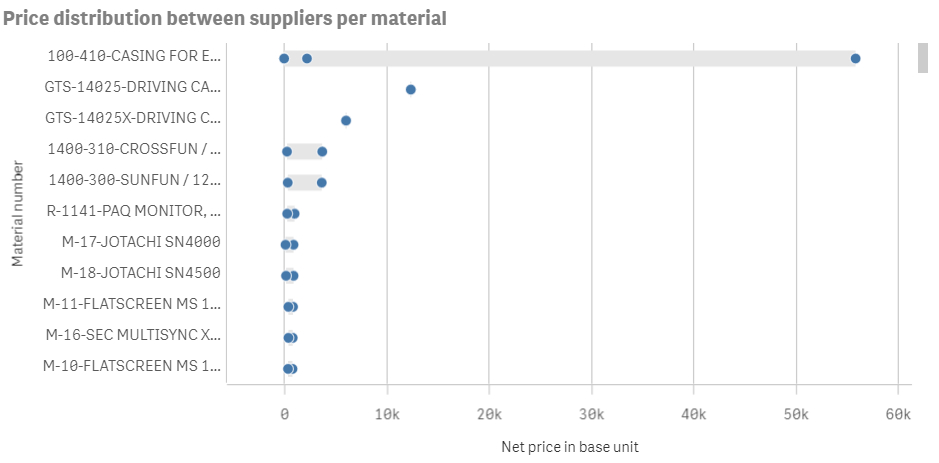 Price distribution between suppliers per material
100-410-CASING FOR E...
GTS-14025-DRIVING CA...
GTS-14025X-DRIVING C...
1400-310-CROSSFUN / ...
1400-300-SUNFUN / 12...
R-1141-PAQ MONITOR, ...
M-17-JOTACHI SN4000
M-18-JOTACHI SN4500
M-11-FLATSCREEN MS 1...
M-16-SEC MULTISYNC X...
M-10-FLATSCREEN MS 1...
Material number
0 10k 20k 30k 40k 50k 60k
Net price in base unit